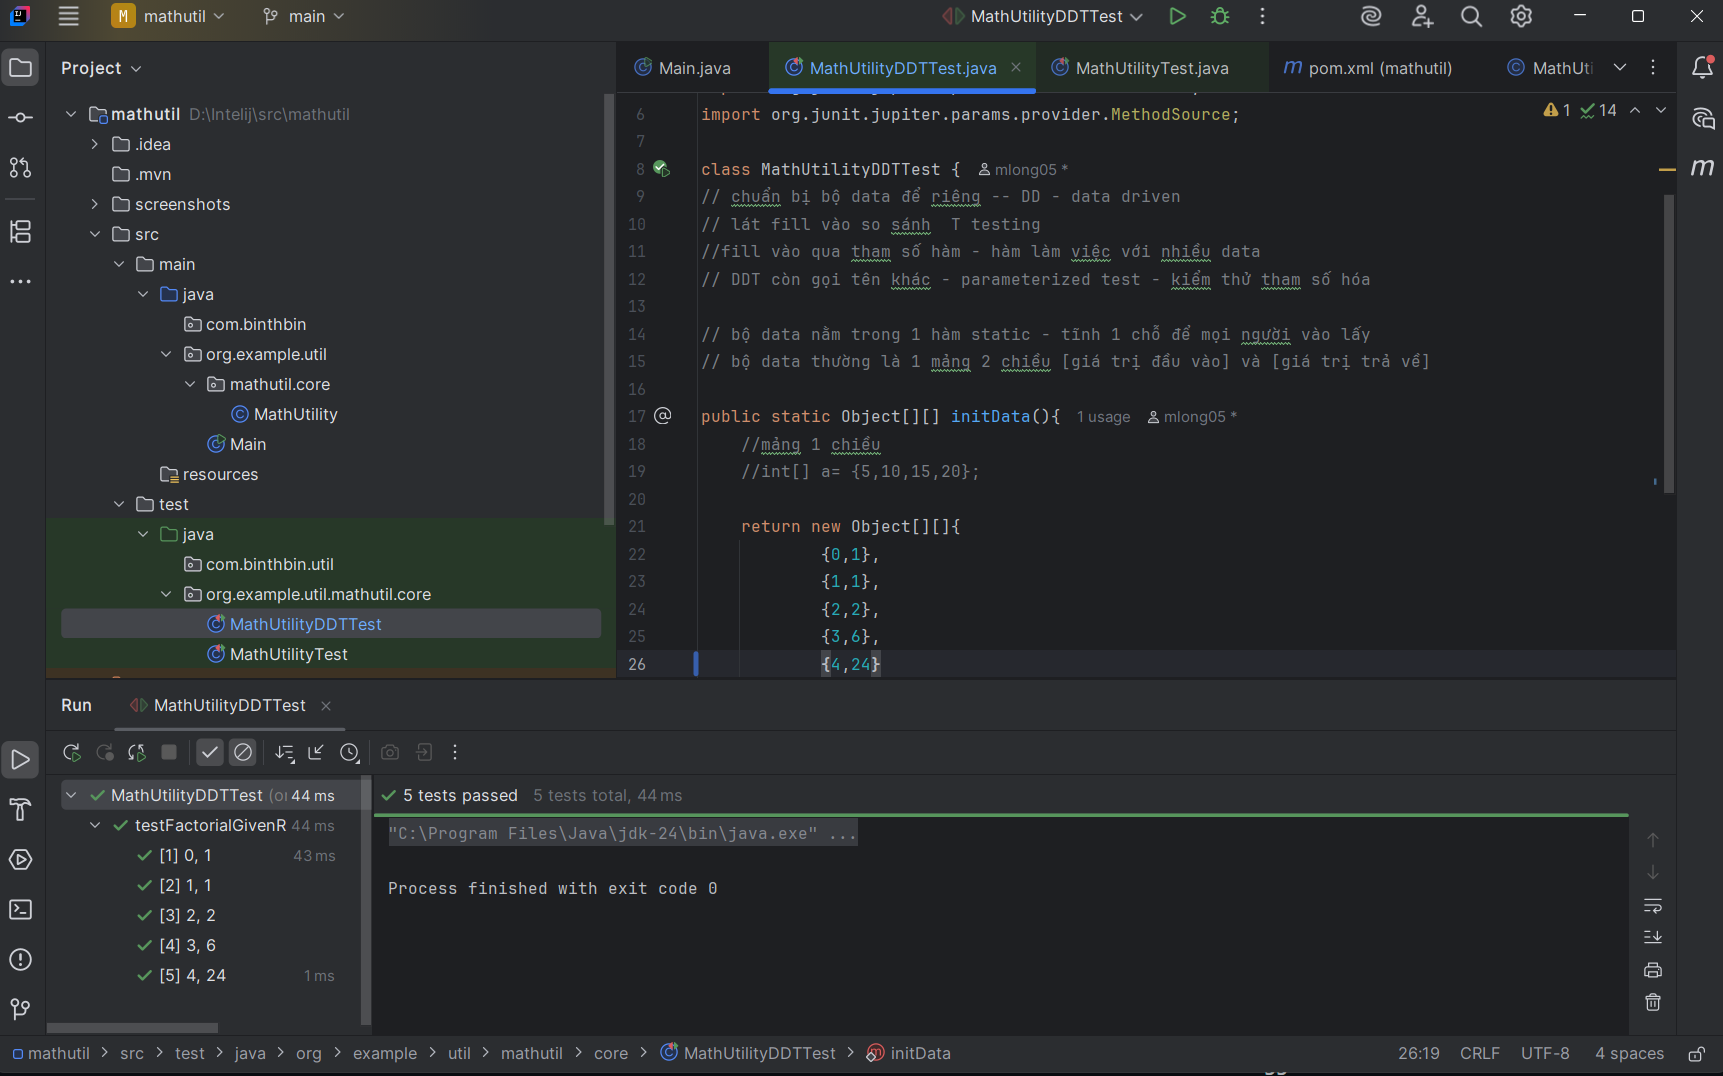 M mathutil main MathUtilityDDTTest
Project
mathutil D:\Intelij\src\mathutil
.idea
.mvn
screenshots
src
main
java
com.binthbin
org.example.util
mathutil.core
MathUtility
Main
resources
test
java
com.binthbin.util
org.example.util.mathutil.core
MathUtilityDDTTest
MathUtilityTest
Main.java MathUtilityDDTTest.java MathUtilityTest.java pom.xml (mathutil) MathUti
1 14
6 import org.junit.jupiter.params.provider.MethodSource;
7
8 class MathUtilityDDTTest { mlong05 *
9 // chuẩn bị bộ data để riêng -- DD - data driven
10 // lát fill vào so sánh  T testing
11 //fill vào qua tham số hàm - hàm làm việc với nhiều data
12 // DDT còn gọi tên khác - parameterized test - kiểm thử tham số hóa
13
14 // bộ data nằm trong 1 hàm static - tĩnh 1 chỗ để mọi người vào lấy
15 // bộ data thường là 1 mảng 2 chiều [giá trị đầu vào] và [giá trị trả về]
16
17 @ public static Object[][] initData(){ 1 usage mlong05 *
18 //mảng 1 chiều
19 //int[] a= {5,10,15,20};
20
21 return new Object[][]{
22 {0,1},
23 {1,1},
24 {2,2},
25 {3,6},
26 {4,24}
Run MathUtilityDDTTest
MathUtilityDDTTest (or 44 ms
testFactorialGivenR 44 ms
[1] 0, 1 43 ms
[2] 1, 1
[3] 2, 2
[4] 3, 6
[5] 4, 24 1 ms
5 tests passed 5 tests total, 44 ms
"C:\Program Files\Java\jdk-24\bin\java.exe" ...
Process finished with exit code 0
mathutil > src > test > java > org > example > util > mathutil > core > MathUtilityDDTTest > initData
26:19 CRLF UTF-8 4 spaces